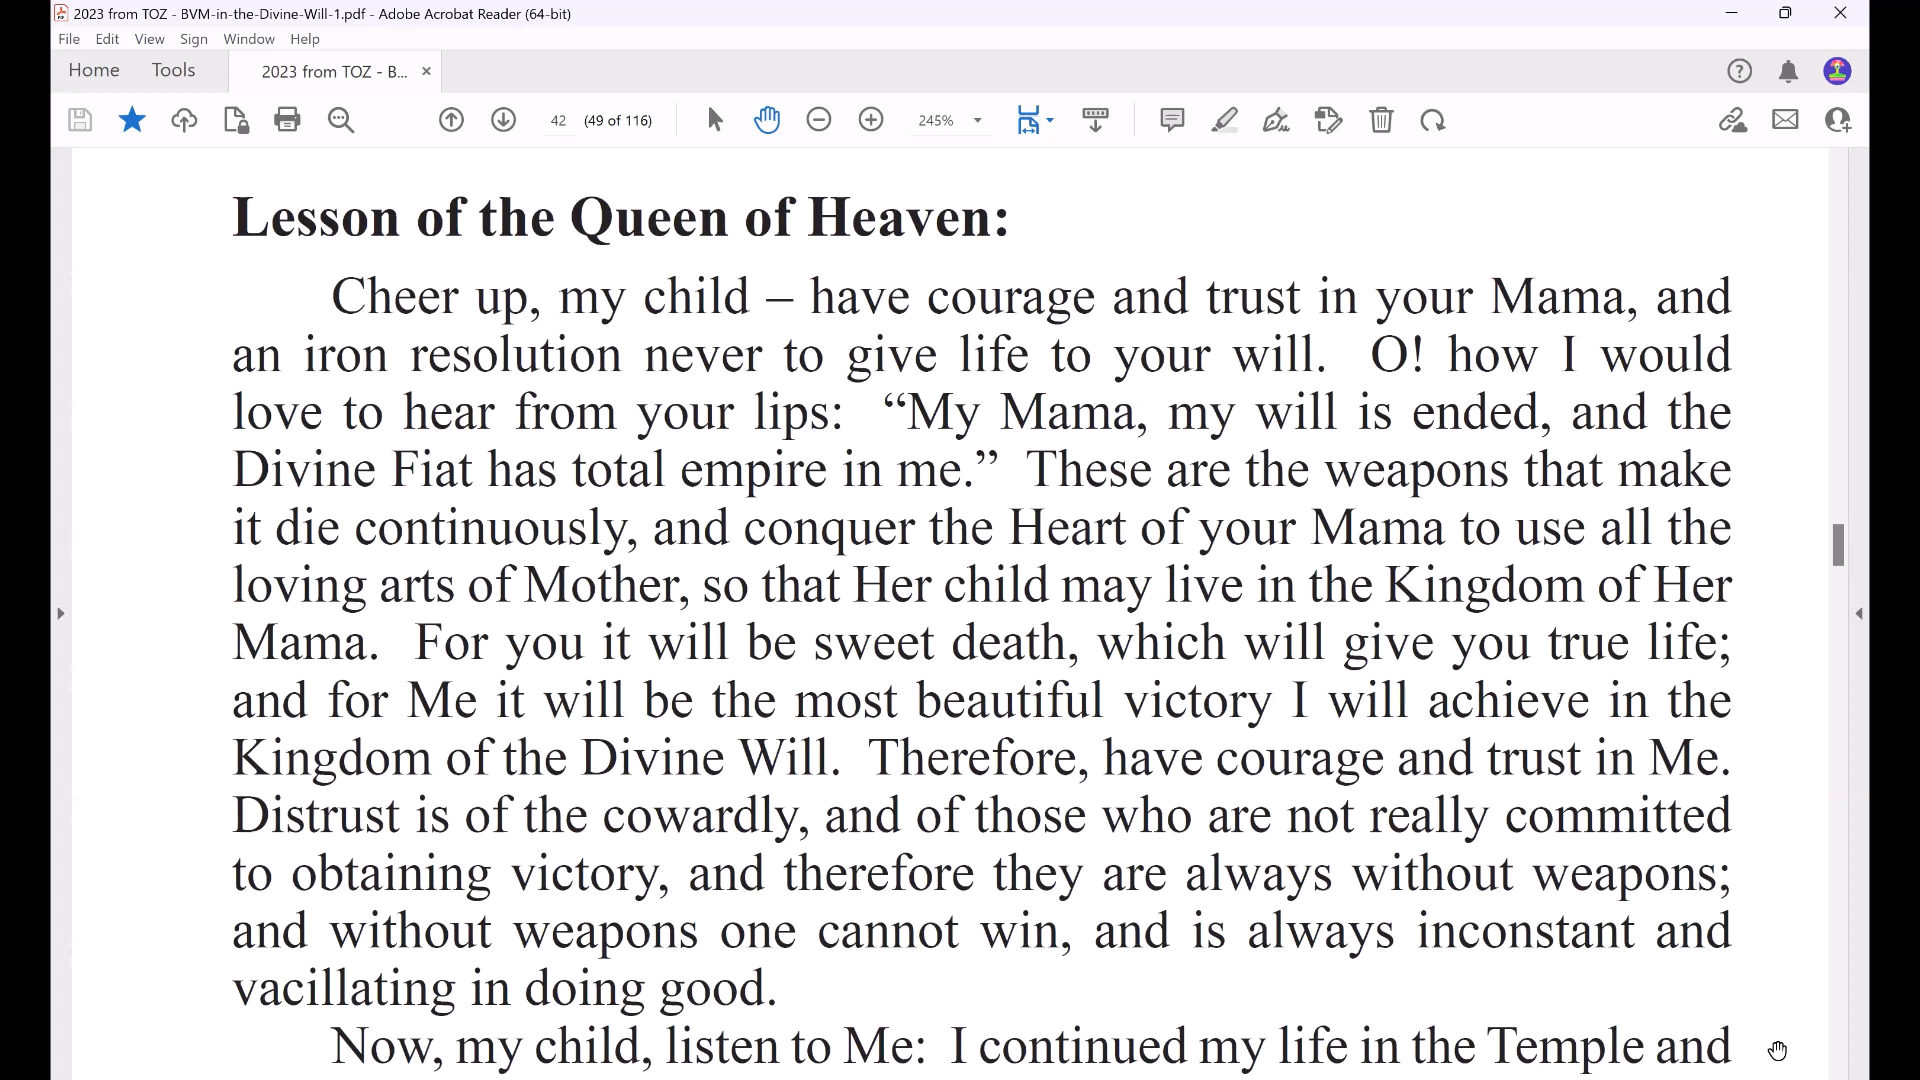 2023 from TOZ - BVM-in-the-Divine-Will-1.pdf - Adobe Acrobat Reader (64-bit)
File Edit View Sign Window Help
Home Tools 2023 from TOZ - B...
42 (49 of 116) 245%
Lesson of the Queen of Heaven:
Cheer up, my child – have courage and trust in your Mama, and
an iron resolution never to give life to your will. O! how I would
love to hear from your lips: “My Mama, my will is ended, and the
Divine Fiat has total empire in me.” These are the weapons that make
it die continuously, and conquer the Heart of your Mama to use all the
loving arts of Mother, so that Her child may live in the Kingdom of Her
Mama. For you it will be sweet death, which will give you true life;
and for Me it will be the most beautiful victory I will achieve in the
Kingdom of the Divine Will. Therefore, have courage and trust in Me.
Distrust is of the cowardly, and of those who are not really committed
to obtaining victory, and therefore they are always without weapons;
and without weapons one cannot win, and is always inconstant and
vacillating in doing good.
Now, my child, listen to Me: I continued my life in the Temple and